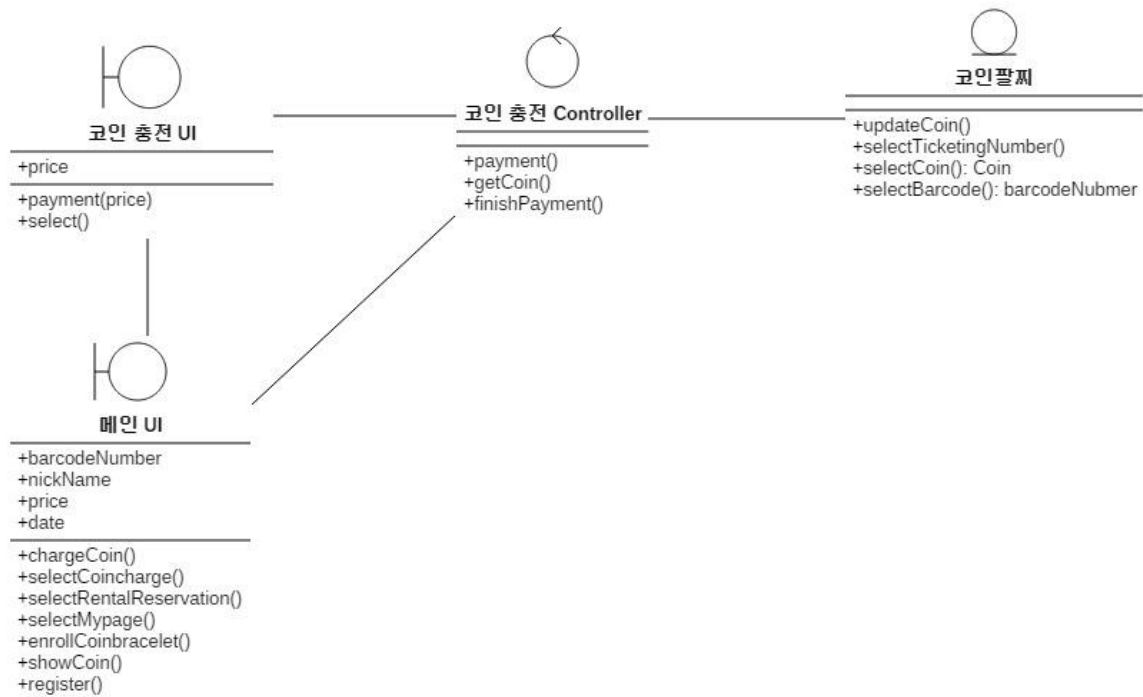 코인 충전 UI
+price
+payment(price)
+select()
코인 충전 Controller
+payment()
+getCoin()
+finishPayment()
코인팔찌
+updateCoin()
+selectTicketingNumber()
+selectCoin(): Coin
+selectBarcode(): barcodeNubmer
메인 UI
+barcodeNumber
+nickName
+price
+date
+chargeCoin()
+selectCoincharge()
+selectRentalReservation()
+selectMypage()
+enrollCoinbracelet()
+showCoin()
+register()